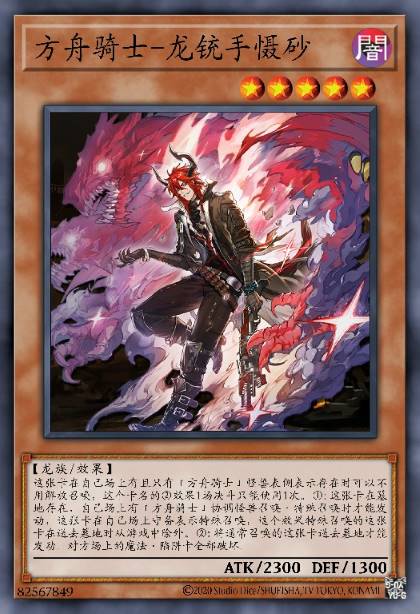 方舟骑士-龙铳手慑砂
闇
【龙族/效果】
这张卡在自己场上有且只有「方舟骑士」怪兽表侧表示存在时可以不
用解放召唤，这个卡名的②效果1场决斗只能使用1次。①：这张卡在墓
地存在，自己场上有「方舟骑士」协调怪兽召唤·特殊召唤时才能发
动，这张卡在自己场上守备表示特殊召唤，这个效果特殊召唤的这张
卡在送去墓地时从游戏中除外。②：将通常召唤的这张卡送去墓地才能
发动，对方场上的魔法·陷阱卡全部破坏。
ATK/2300 DEF/1300
82567849
©2020 Studio Dice/SHUEISHA, TV TOKYO, KONAMI